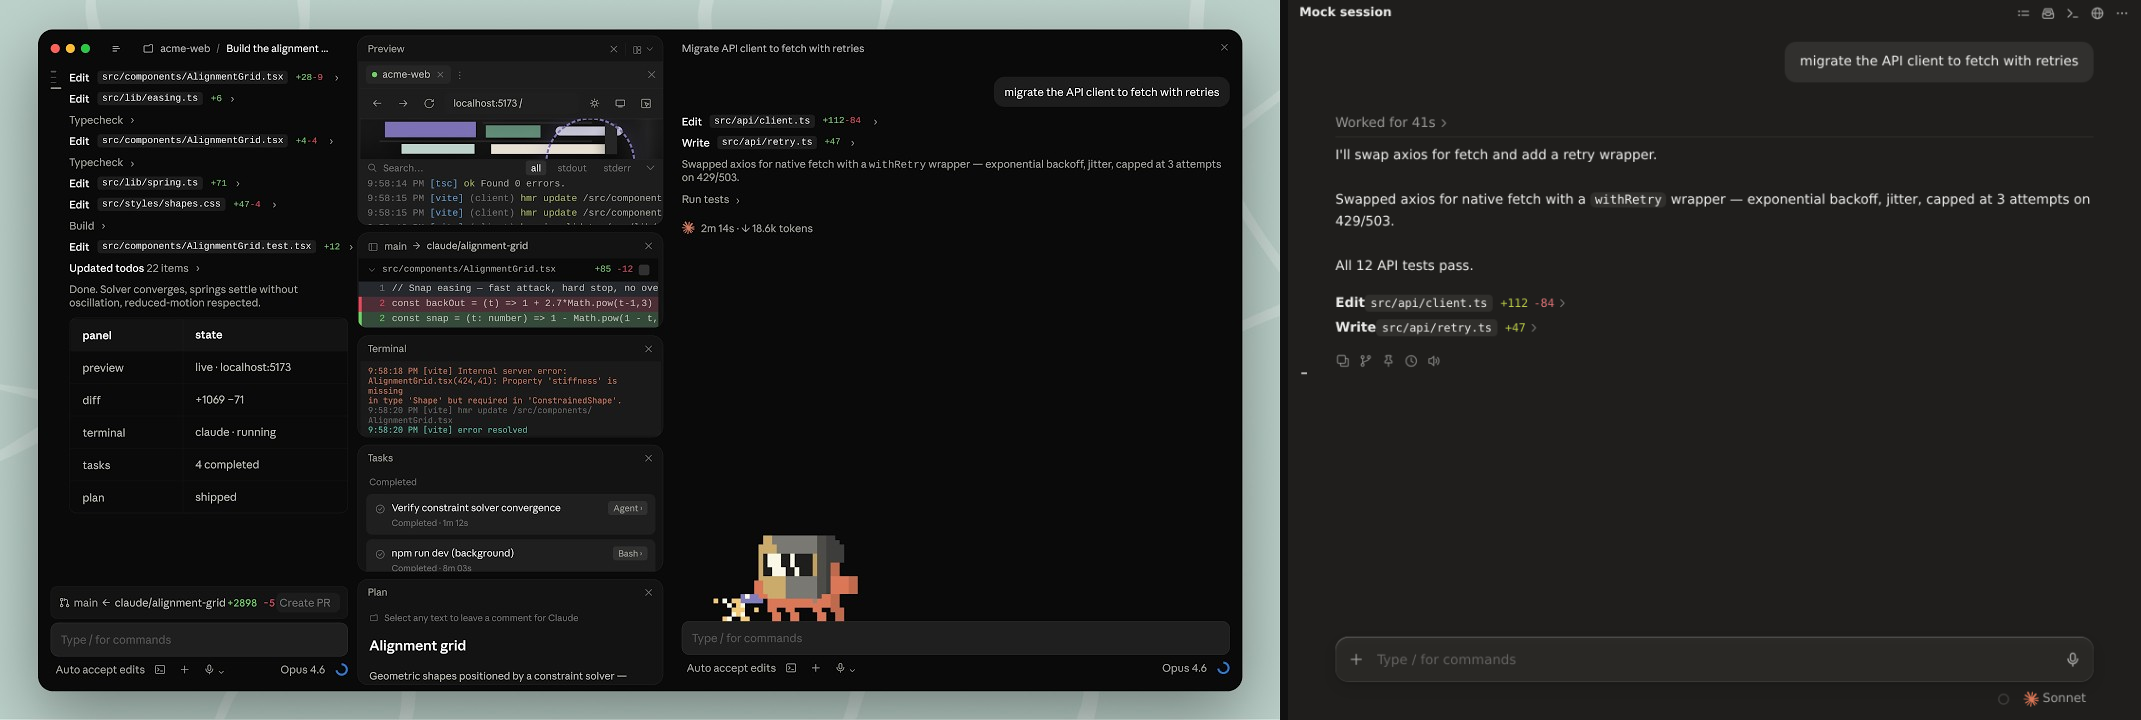 acme-web / Build the alignment ...
Edit src/components/AlignmentGrid.tsx +28-9 ›
Edit src/lib/easing.ts +6 ›
Typecheck ›
Edit src/components/AlignmentGrid.tsx +4-4 ›
Typecheck ›
Edit src/lib/spring.ts +71 ›
Edit src/styles/shapes.css +47-4 ›
Build ›
Edit src/components/AlignmentGrid.test.tsx +12 ›
Updated todos 22 items ›
Done. Solver converges, springs settle without
oscillation, reduced-motion respected.
panel state
preview live · localhost:5173
diff +1069 −71
terminal claude · running
tasks 4 completed
plan shipped
main ← claude/alignment-grid +2898 -5 Create PR
Type / for commands
Auto accept edits
Opus 4.6
Preview
acme-web
localhost:5173/
Search... all stdout stderr
9:58:14 PM [tsc] ok Found 0 errors.
9:58:15 PM [vite] (client) hmr update /src/component
9:58:15 PM [vite] (client) hmr update /src/component
main → claude/alignment-grid
src/components/AlignmentGrid.tsx +85 -12
1 // Snap easing — fast attack, hard stop, no ove
2 const backOut = (t) => 1 + 2.7*Math.pow(t-1,3)
2 const snap = (t: number) => 1 - Math.pow(1 - t,
Terminal
9:58:18 PM [vite] Internal server error:
AlignmentGrid.tsx(424,41): Property 'stiffness' is
missing
in type 'Shape' but required in 'ConstrainedShape'.
9:58:20 PM [vite] hmr update /src/components/
AlignmentGrid.tsx
9:58:20 PM [vite] error resolved
Tasks
Completed
Verify constraint solver convergence Agent ›
Completed · 1m 12s
npm run dev (background) Bash ›
Completed · 8m 03s
Plan
Select any text to leave a comment for Claude
Alignment grid
Geometric shapes positioned by a constraint solver —
Migrate API client to fetch with retries
migrate the API client to fetch with retries
Edit src/api/client.ts +112-84 ›
Write src/api/retry.ts +47 ›
Swapped axios for native fetch with a withRetry wrapper — exponential backoff, jitter, capped at 3 attempts
on 429/503.
Run tests ›
2m 14s · ↓ 18.6k tokens
Type / for commands
Auto accept edits
Opus 4.6
Mock session
migrate the API client to fetch with retries
Worked for 41s ›
I'll swap axios for fetch and add a retry wrapper.
Swapped axios for native fetch with a withRetry wrapper — exponential backoff, jitter, capped at 3 attempts on
429/503.
All 12 API tests pass.
Edit src/api/client.ts +112 -84 ›
Write src/api/retry.ts +47 ›
Type / for commands
Sonnet